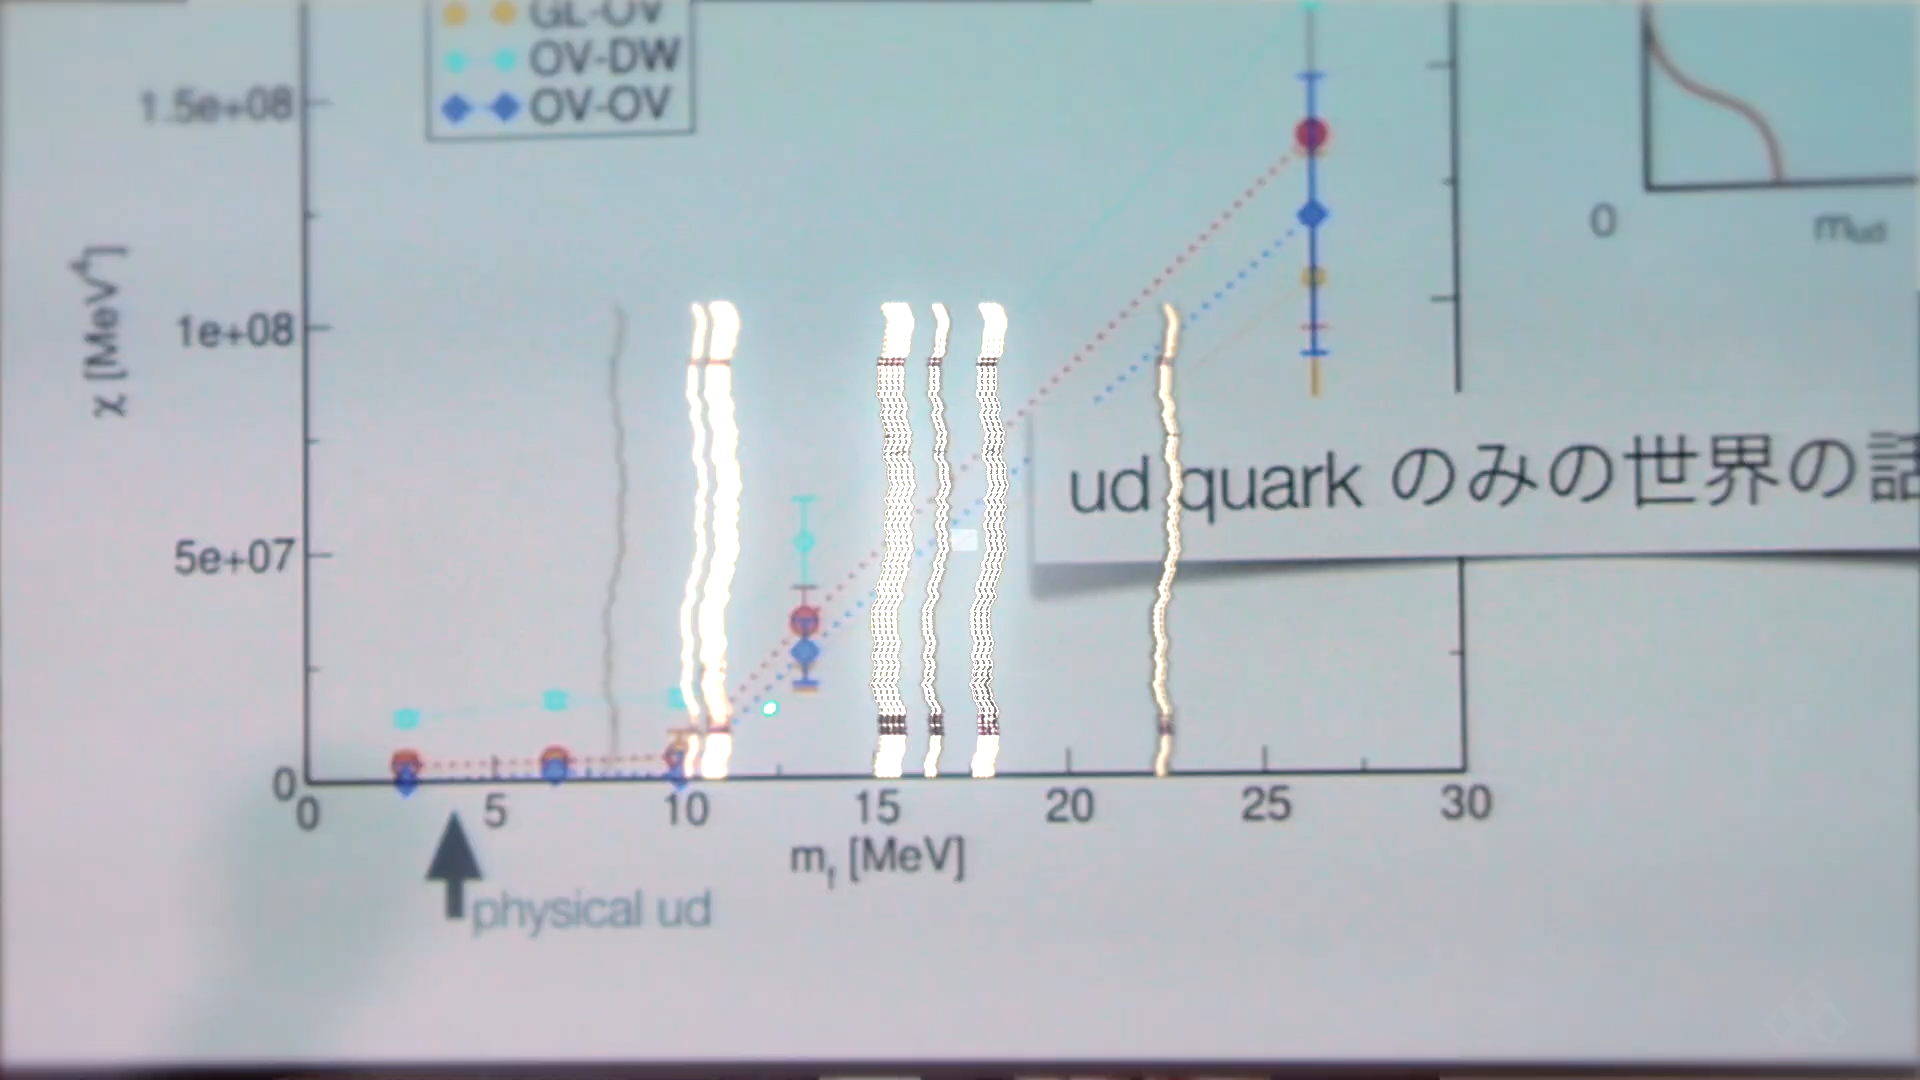 GL-OV
OV-DW
OV-OV
1.5e+08
1e+08
5e+07
0
χ [MeV⁴]
0 5 10 15 20 25 30
m_f [MeV]
physical ud
0
m_ud
ud quark のみの世界の話